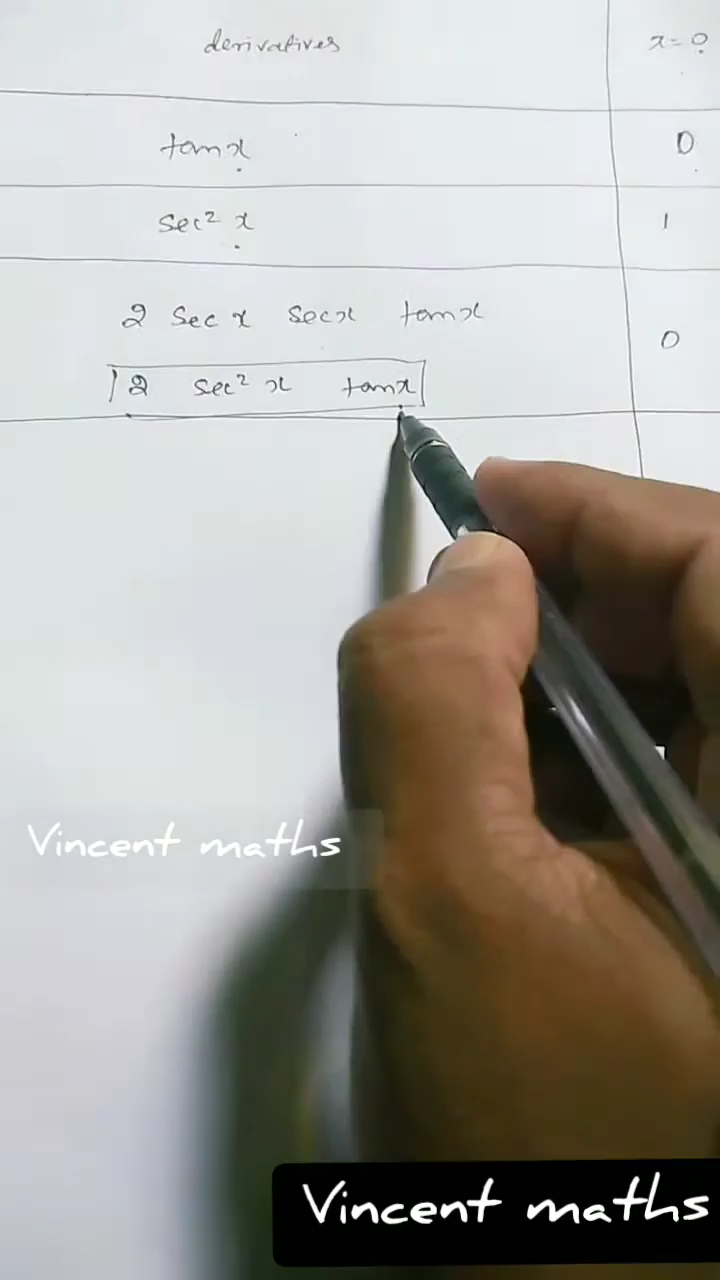 derivatives x = 0
tan x 0
sec² x 1
2 sec x sec x tan x
0
2 sec² x tan x
Vincent maths
Vincent maths